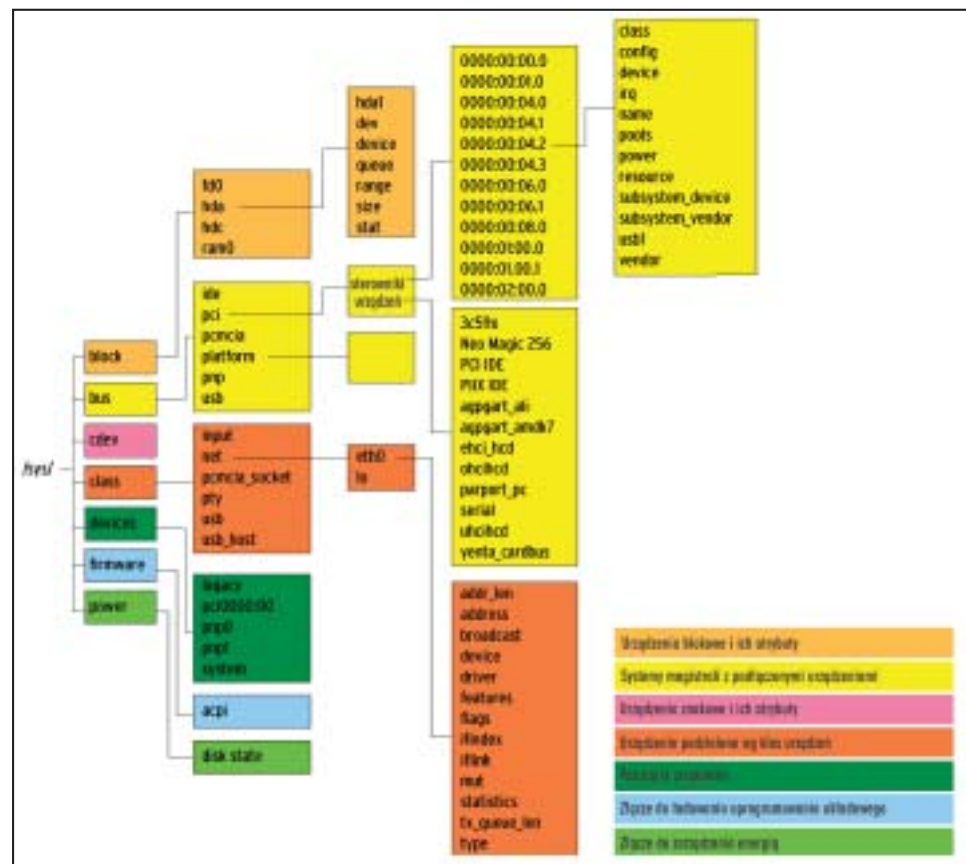 /sys/
block
bus
cdev
class
devices
firmware
power
fd0
hda
hdc
ram0
ide
pci
pcmcia
platform
pnp
usb
input
net
pcmcia_socket
pty
usb
usb_host
legacy
pci0000:00
pnp0
pnp1
system
acpi
disk state
hda1
dev
device
queue
range
size
stat
sterowniki
urządzeń
eth0
lo
0000:00:00.0
0000:00:01.0
0000:00:04.0
0000:00:04.1
0000:00:04.2
0000:00:04.3
0000:00:06.0
0000:00:06.1
0000:00:08.0
0000:01:00.0
0000:01.00.1
0000:02:00.0
3c59x
Neo Magic 256
PCI IDE
PIIX IDE
agpgart_ali
agpgart_amdk7
ehci_hcd
ohcihcd
parport_pc
serial
uhcihcd
yenta_cardbus
addr_len
address
broadcast
device
driver
features
flags
ifindex
iflink
statistics
tx_queue_len
type
class
config
device
irq
name
pools
power
resource
subsystem_device
subsystem_vendor
usb1
vendor
Urządzenia blokowe i ich atrybuty
Systemy magistrali z podłączonymi urządzeniami
Urządzenia znakowe i ich atrybuty
Urządzenia podzielone wg klas urządzeń
Złącze do ładowania oprogramowania układowego
Złącze do zarządzania energią